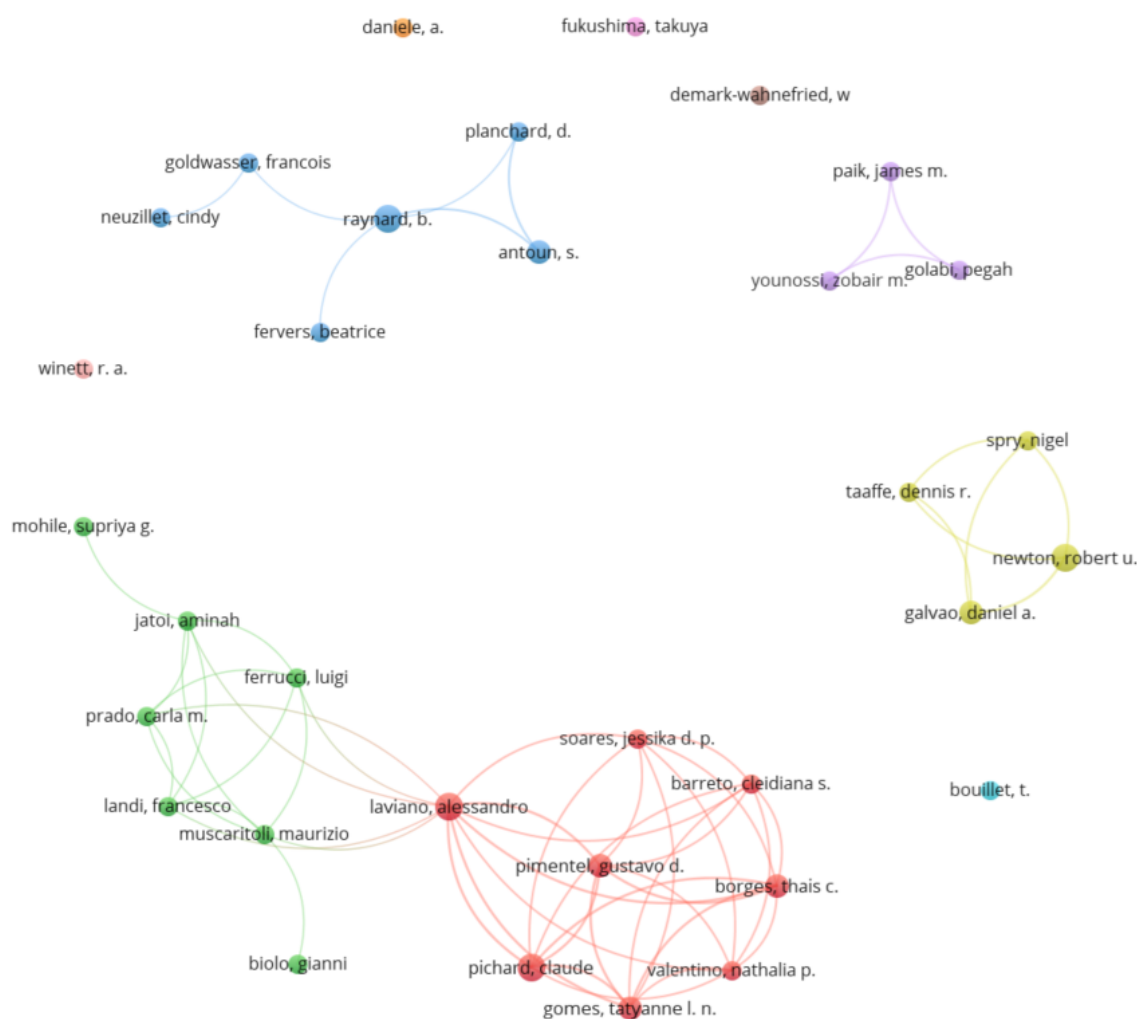 daniele, a.
fukushima, takuya
demark-wahnefried, w
planchard, d.
goldwasser, francois
paik, james m.
neuzillet, cindy
raynard, b.
antoun, s.
golabi, pegah
younossi, zobair m.
fervers, beatrice
winett, r. a.
spry, nigel
taaffe, dennis r.
mohile, supriya g.
newton, robert u.
galvao, daniel a.
jatoi, aminah
ferrucci, luigi
prado, carla m.
soares, jessika d. p.
barreto, cleidiana s.
bouillet, t.
landi, francesco
laviano, alessandro
muscaritoli, maurizio
pimentel, gustavo d.
borges, thais c.
biolo, gianni
pichard, claude
valentino, nathalia p.
gomes, tatyanne l. n.